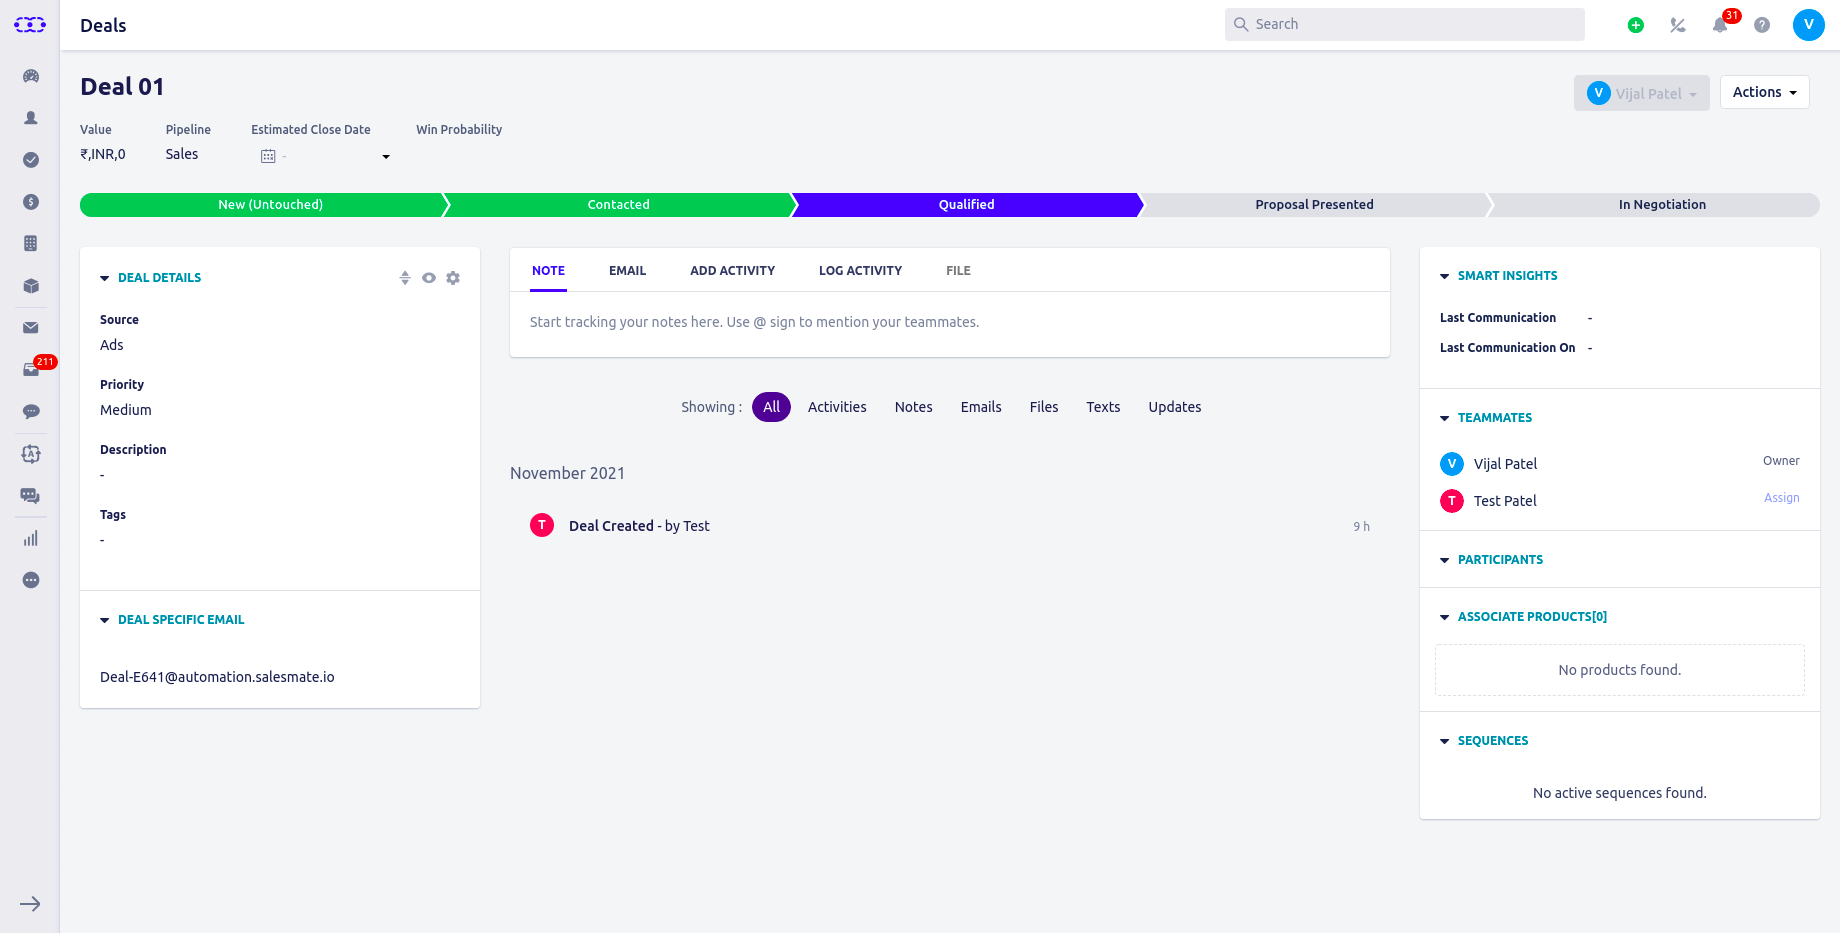 Deals
Search
31
V
Deal 01
V Vijal Patel
Actions
Value
Pipeline
Estimated Close Date
Win Probability
₹,INR,0
Sales
-
New (Untouched)
Contacted
Qualified
Proposal Presented
In Negotiation
211
DEAL DETAILS
Source
Ads
Priority
Medium
Description
-
Tags
-
DEAL SPECIFIC EMAIL
Deal-E641@automation.salesmate.io
NOTE
EMAIL
ADD ACTIVITY
LOG ACTIVITY
FILE
Start tracking your notes here. Use @ sign to mention your teammates.
Showing : All Activities Notes Emails Files Texts Updates
November 2021
T Deal Created - by Test 9 h
SMART INSIGHTS
Last Communication -
Last Communication On -
TEAMMATES
V Vijal Patel Owner
T Test Patel Assign
PARTICIPANTS
ASSOCIATE PRODUCTS[0]
No products found.
SEQUENCES
No active sequences found.